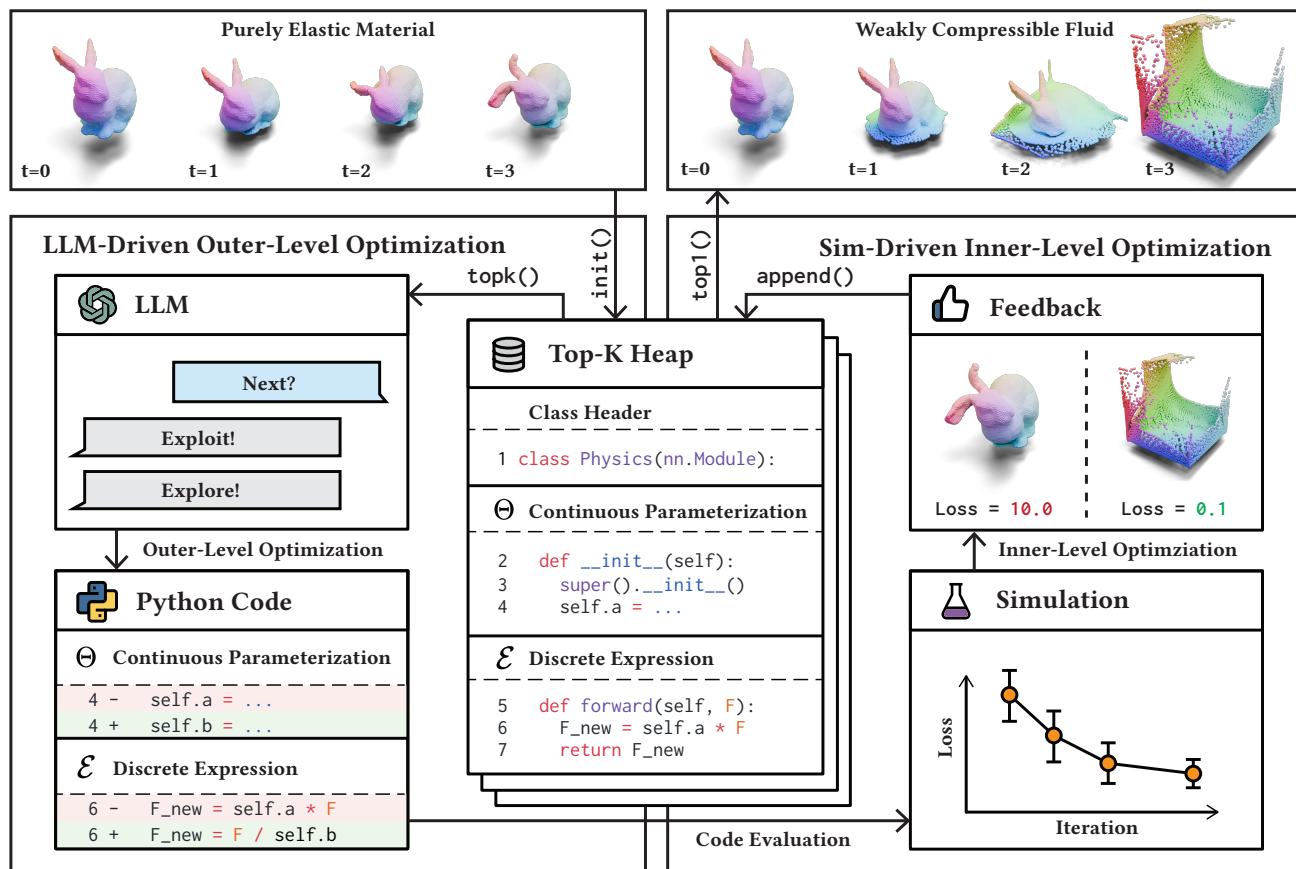 Purely Elastic Material
t=0
t=1
t=2
t=3
Weakly Compressible Fluid
t=0
t=1
t=2
t=3
init()
top1()
LLM-Driven Outer-Level Optimization
topk()
LLM
Next?
Exploit!
Explore!
Outer-Level Optimization
Python Code
Θ Continuous Parameterization
4 - self.a = ...
4 + self.b = ...
ℰ Discrete Expression
6 - F_new = self.a * F
6 + F_new = F / self.b
Top-K Heap
Class Header
1 class Physics(nn.Module):
Θ Continuous Parameterization
2 def __init__(self):
3 super().__init__()
4 self.a = ...
ℰ Discrete Expression
5 def forward(self, F):
6 F_new = self.a * F
7 return F_new
Code Evaluation
Sim-Driven Inner-Level Optimization
append()
Feedback
Loss = 10.0
Loss = 0.1
Inner-Level Optimziation
Simulation
Loss
Iteration